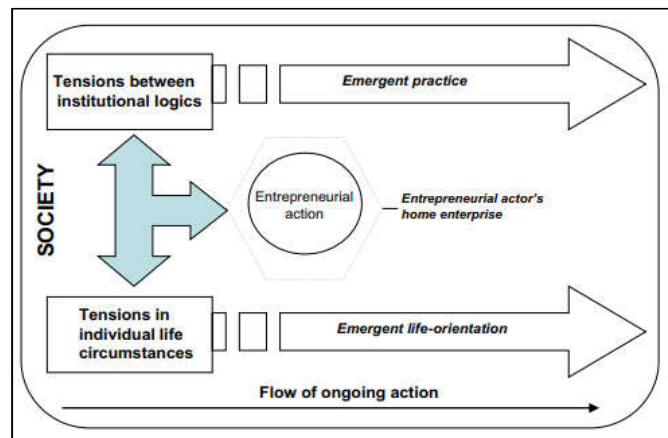 Tensions between
institutional logics
Emergent practice
SOCIETY
Entrepreneurial
action
Entrepreneurial actor's
home enterprise
Tensions in
individual life
circumstances
Emergent life-orientation
Flow of ongoing action